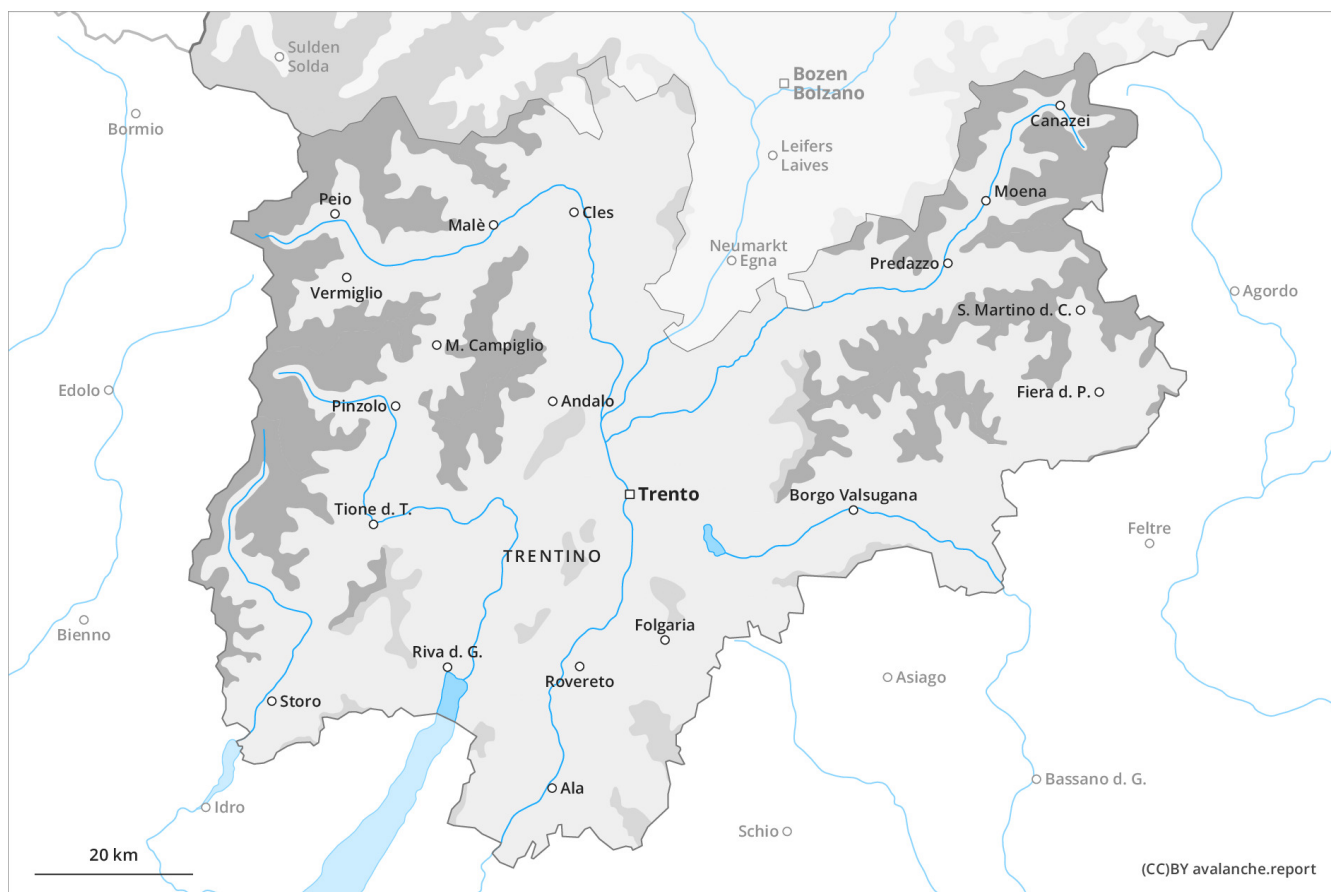 Sulden
Solda
Bozen
Bolzano
Bormio
Canazei
Leifers
Laives
Moena
Peio
Malè
Cles
Neumarkt
Egna
Predazzo
Vermiglio
Agordo
S. Martino d. C.
M. Campiglio
Edolo
Fiera d. P.
Pinzolo
Andalo
Trento
Borgo Valsugana
Tione d. T.
Feltre
TRENTINO
Bienno
Folgaria
Riva d. G.
Rovereto
Asiago
Storo
Bassano d. G.
Ala
Idro
Schio
20 km
(CC)BY avalanche.report